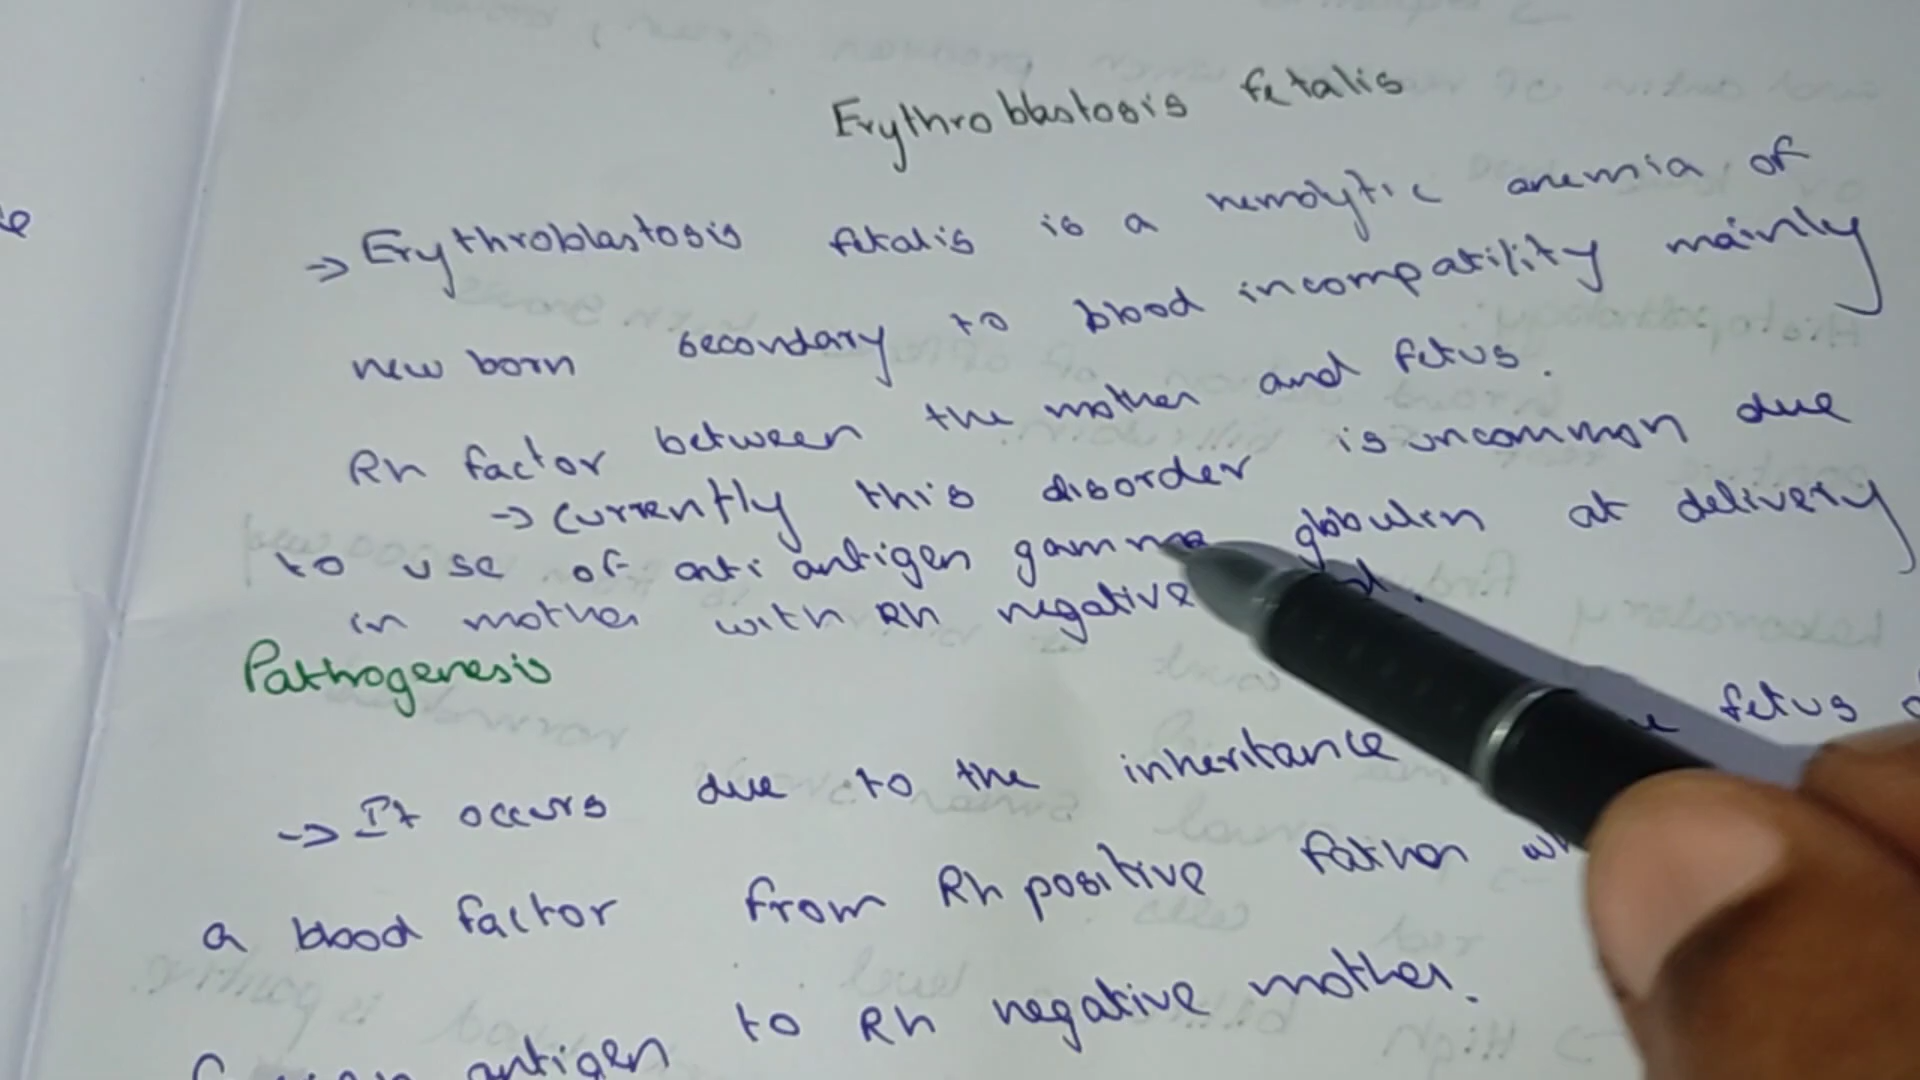 Erythroblastosis fetalis
→ Erythroblastosis fetalis is a hemolytic anemia of
new born secondary to blood incompatility mainly
Rh factor between the mother and fetus.
→ currently this disorder is uncommon due
to use of anti antigen gamma globulin at delivery
in mother with Rh negative
Pathogenesis
→ It occurs due to the inheritance fetus
a blood factor from Rh positive father
antigen to Rh negative mother.